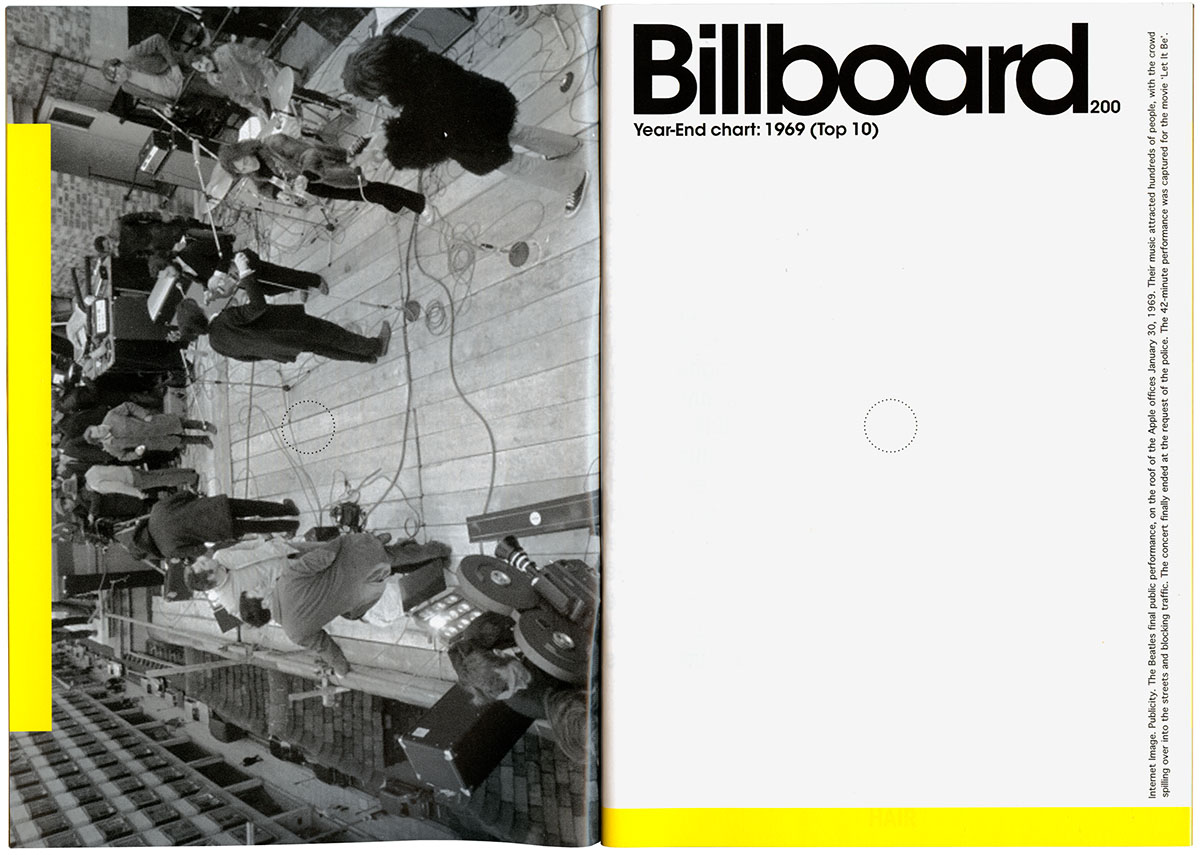 Billboard 200
Year-End chart: 1969 (Top 10)
Internet Image. Publicity. The Beatles final public performance, on the roof of the Apple offices January 30, 1969. Their music attracted hundreds of people, with the crowd
spilling over into the streets and blocking traffic. The concert finally ended at the request of the police. The 42-minute performance was captured for the movie ‘Let It Be’.
HAIR